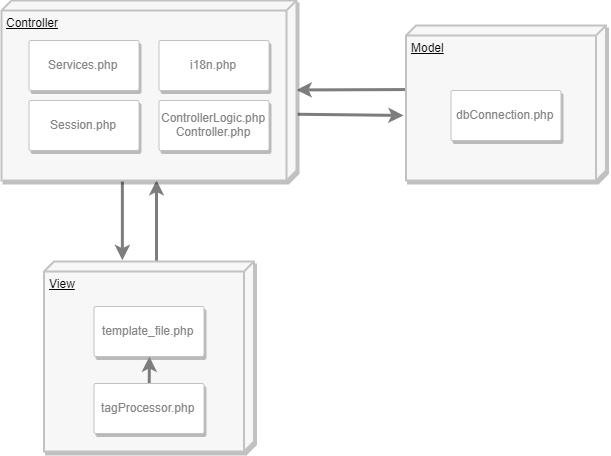 Controller
Services.php
i18n.php
Session.php
ControllerLogic.php
Controller.php
Model
dbConnection.php
View
template_file.php
tagProcessor.php